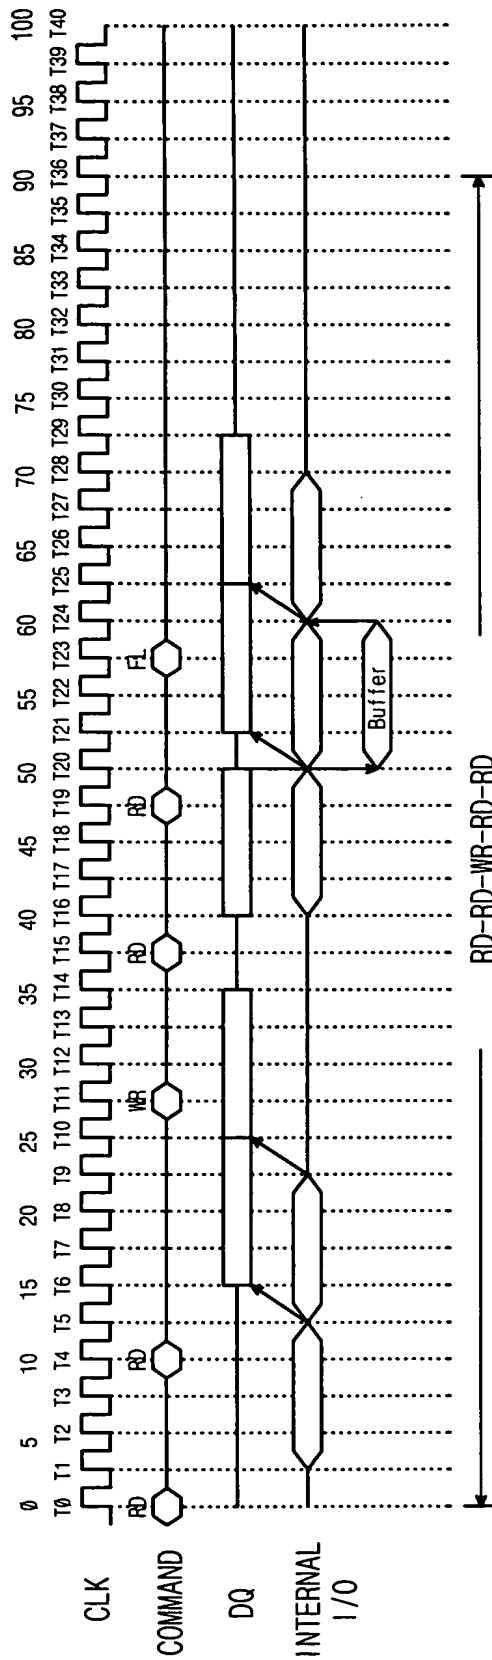 Ø 5 10 15 20 25 30 35 40 45 50 55 60 65 70 75 80 85 90 95 100
TØ T1 T2 T3 T4 T5 T6 T7 T8 T9 T10 T11 T12 T13 T14 T15 T16 T17 T18 T19 T20 T21 T22 T23 T24 T25 T26 T27 T28 T29 T30 T31 T32 T33 T34 T35 T36 T37 T38 T39 T40
CLK
RD RD WR RD RD FL
COMMAND
DQ
INTERNAL
I/O
Buffer
RD-RD-WR-RD-RD